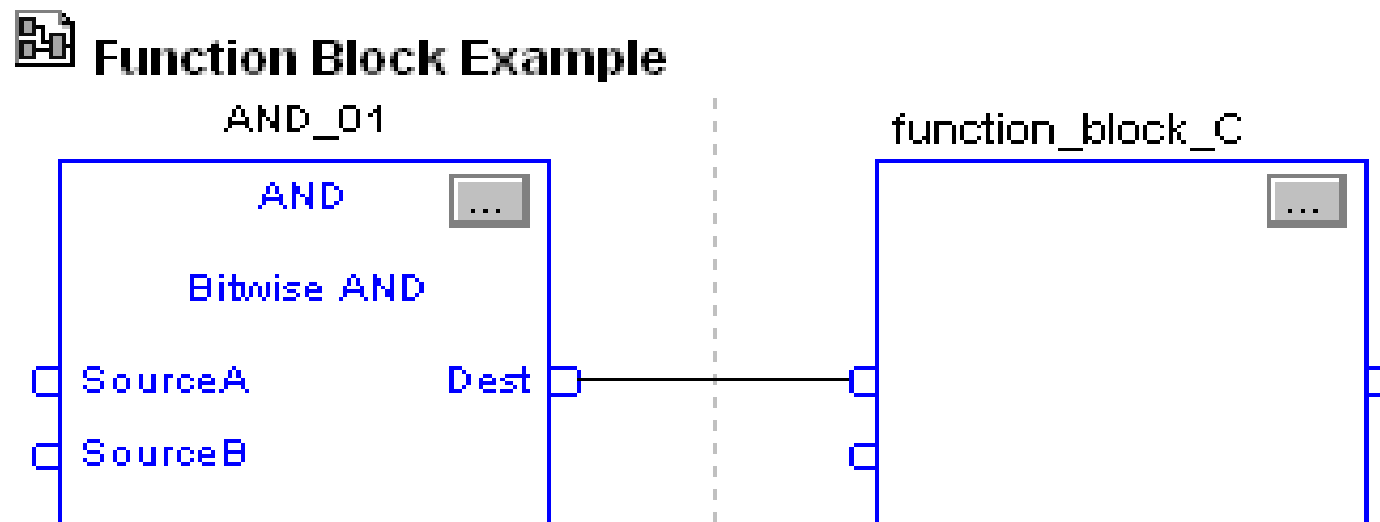 Function Block Example
AND_01
function_block_C
AND
...
...
Bitwise AND
SourceA
Dest
SourceB